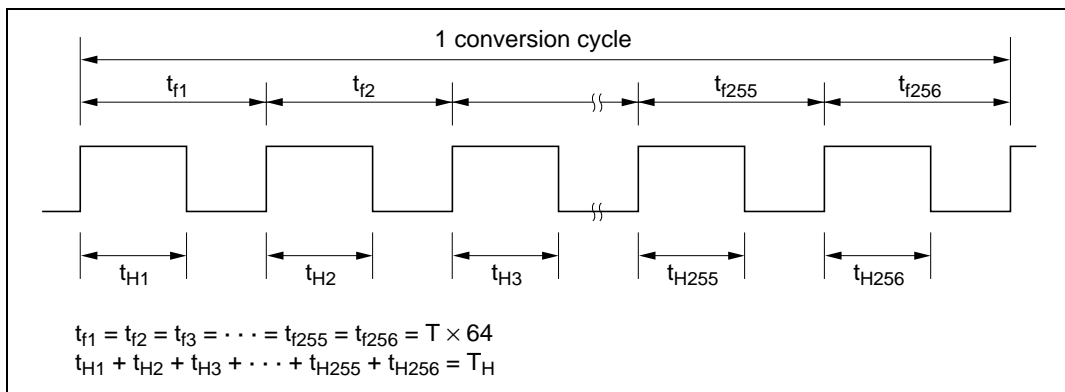 1 conversion cycle
tf1 tf2 tf255 tf256
tH1 tH2 tH3 tH255 tH256
tf1 = tf2 = tf3 = · · · = tf255 = tf256 = T × 64
tH1 + tH2 + tH3 + · · · + tH255 + tH256 = TH